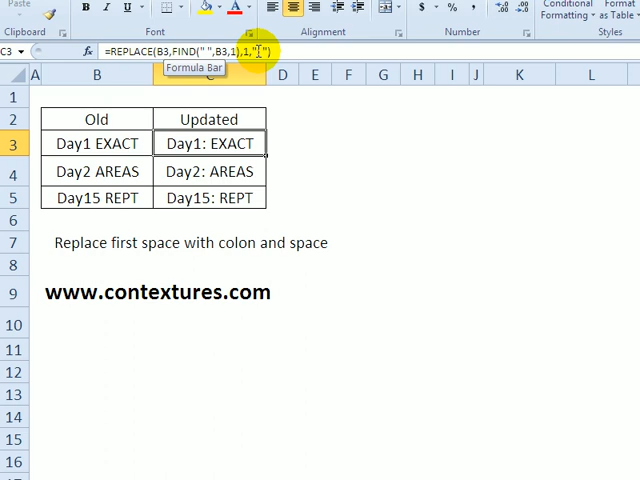 Paste
B I U A
$ % ,
Conditional Format
Formatting as Table
Clipboard Font Alignment Number Styles
C3 fx =REPLACE(B3,FIND(" ",B3,1),1,": ")
Formula Bar
A B C D E F G H I J K L
1
2 Old Updated
3 Day1 EXACT Day1: EXACT
4 Day2 AREAS Day2: AREAS
5 Day15 REPT Day15: REPT
6
7 Replace first space with colon and space
8
9 www.contextures.com
10
11
12
13
14
15
16